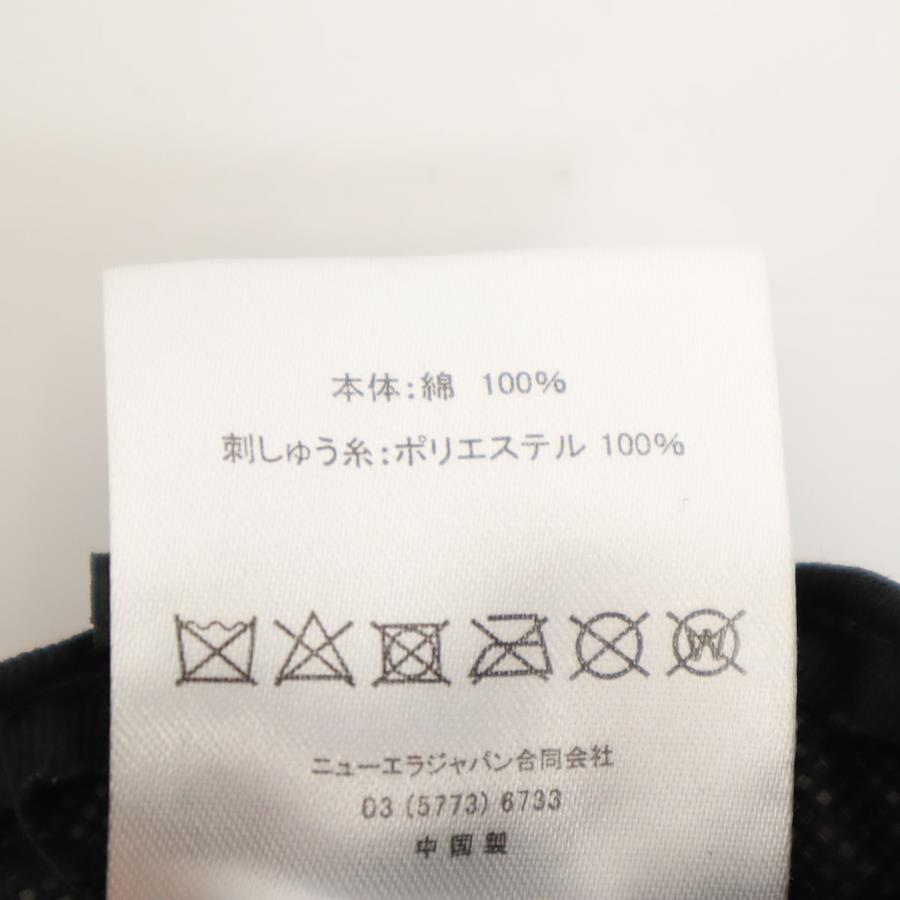 本体:綿 100%
刺しゅう糸:ポリエステル 100%
W
ニューエラジャパン合同会社
03 (5773) 6733
中国製